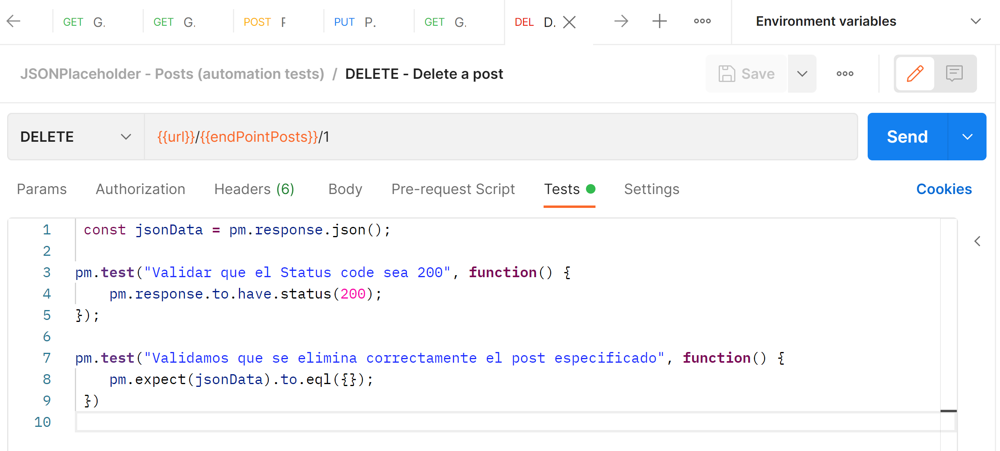 GET G. GET G. POST PUT P. GET G. DEL D. Environment variables
JSONPlaceholder - Posts (automation tests) / DELETE - Delete a post Save
DELETE {{url}}/{{endPointPosts}}/1 Send
Params Authorization Headers (6) Body Pre-request Script Tests Settings Cookies
1 const jsonData = pm.response.json();
2
3 pm.test("Validar que el Status code sea 200", function() {
4 pm.response.to.have.status(200);
5 });
6
7 pm.test("Validamos que se elimina correctamente el post especificado", function() {
8 pm.expect(jsonData).to.eql({});
9 })
10